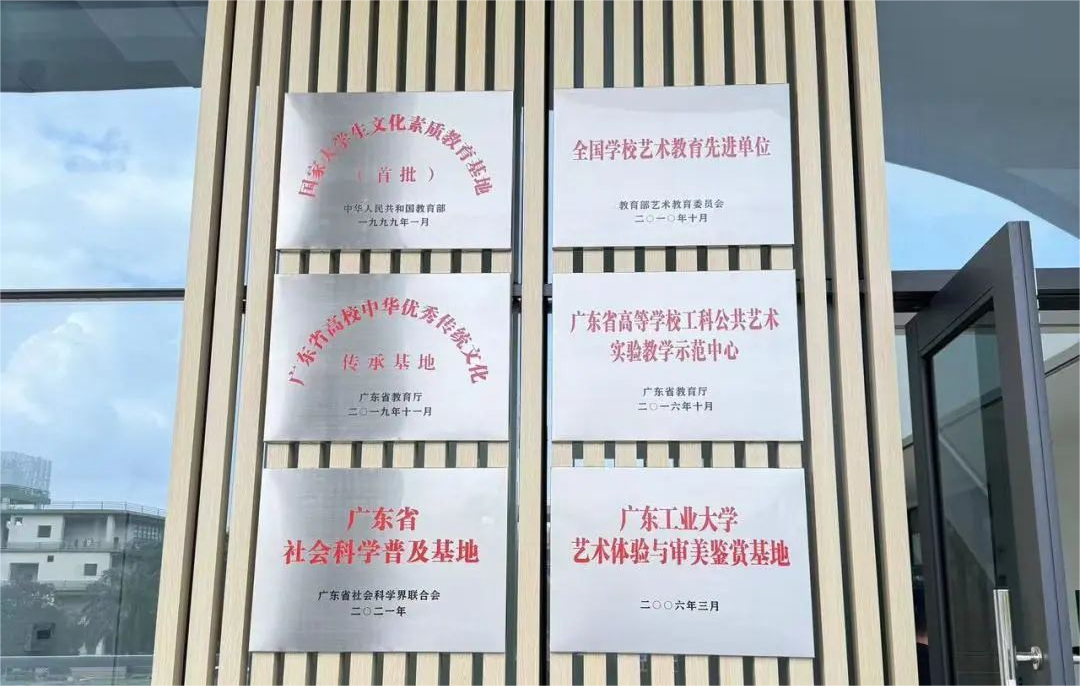 国家大学生文化素质教育基地
（首批）
中华人民共和国教育部
一九九九年一月
全国学校艺术教育先进单位
教育部艺术教育委员会
二〇一〇年十月
广东省高校中华优秀传统文化
传承基地
广东省教育厅
二〇一九年十一月
广东省高等学校工科公共艺术
实验教学示范中心
广东省教育厅
二〇一六年十月
广东省
社会科学普及基地
广东省社会科学界联合会
二〇二一年
广东工业大学
艺术体验与审美鉴赏基地
二〇〇六年三月